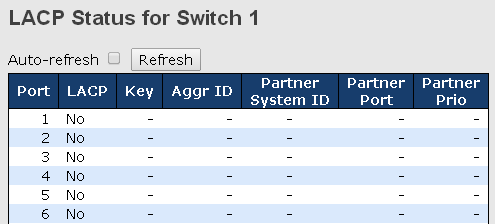 LACP Status for Switch 1
Auto-refresh Refresh
Port LACP Key Aggr ID Partner System ID Partner Port Partner Prio
1 No - - - - -
2 No - - - - -
3 No - - - - -
4 No - - - - -
5 No - - - - -
6 No - - - - -